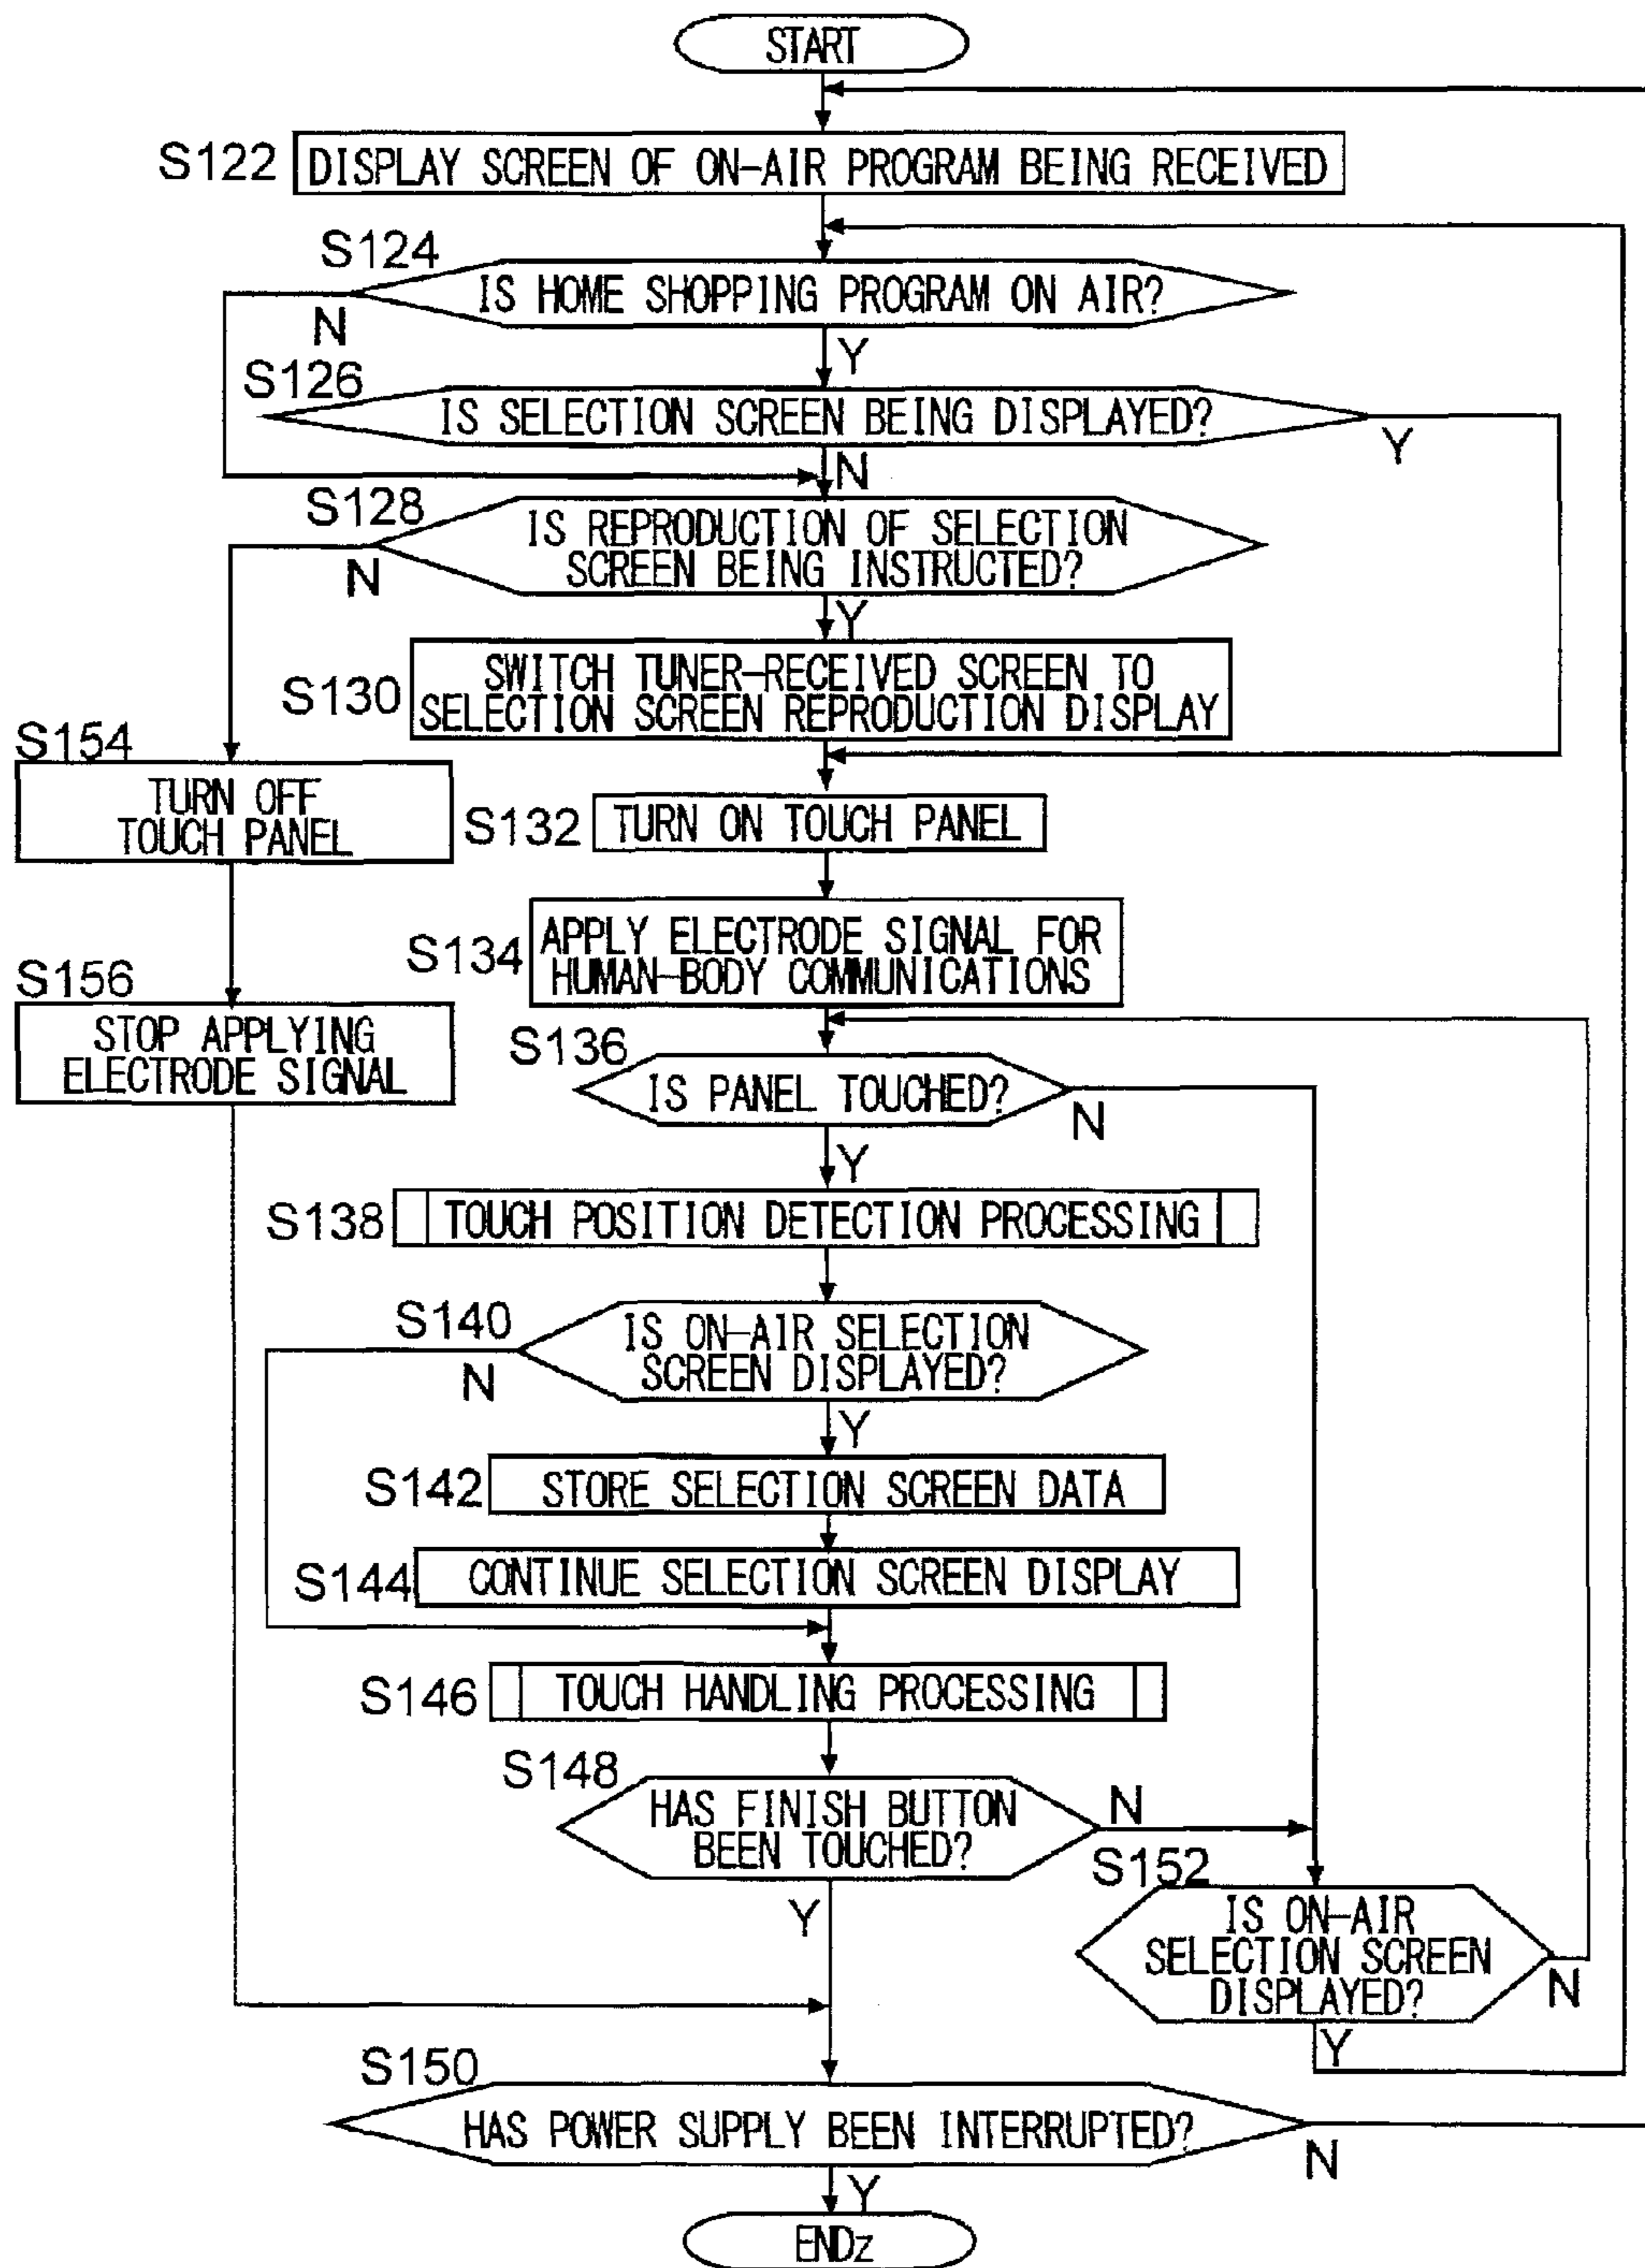 START
S122
DISPLAY SCREEN OF ON-AIR PROGRAM BEING RECEIVED
S124
IS HOME SHOPPING PROGRAM ON AIR?
N
Y
S126
IS SELECTION SCREEN BEING DISPLAYED?
Y
N
S128
IS REPRODUCTION OF SELECTION
SCREEN BEING INSTRUCTED?
N
Y
S130
SWITCH TUNER-RECEIVED SCREEN TO
SELECTION SCREEN REPRODUCTION DISPLAY
S154
TURN OFF
TOUCH PANEL
S132
TURN ON TOUCH PANEL
S134
APPLY ELECTRODE SIGNAL FOR
HUMAN-BODY COMMUNICATIONS
S156
STOP APPLYING
ELECTRODE SIGNAL
S136
IS PANEL TOUCHED?
N
Y
S138
TOUCH POSITION DETECTION PROCESSING
S140
IS ON-AIR SELECTION
SCREEN DISPLAYED?
N
Y
S142
STORE SELECTION SCREEN DATA
S144
CONTINUE SELECTION SCREEN DISPLAY
S146
TOUCH HANDLING PROCESSING
S148
HAS FINISH BUTTON
BEEN TOUCHED?
N
Y
S152
IS ON-AIR
SELECTION SCREEN
DISPLAYED?
N
Y
S150
HAS POWER SUPPLY BEEN INTERRUPTED?
N
Y
ENDz